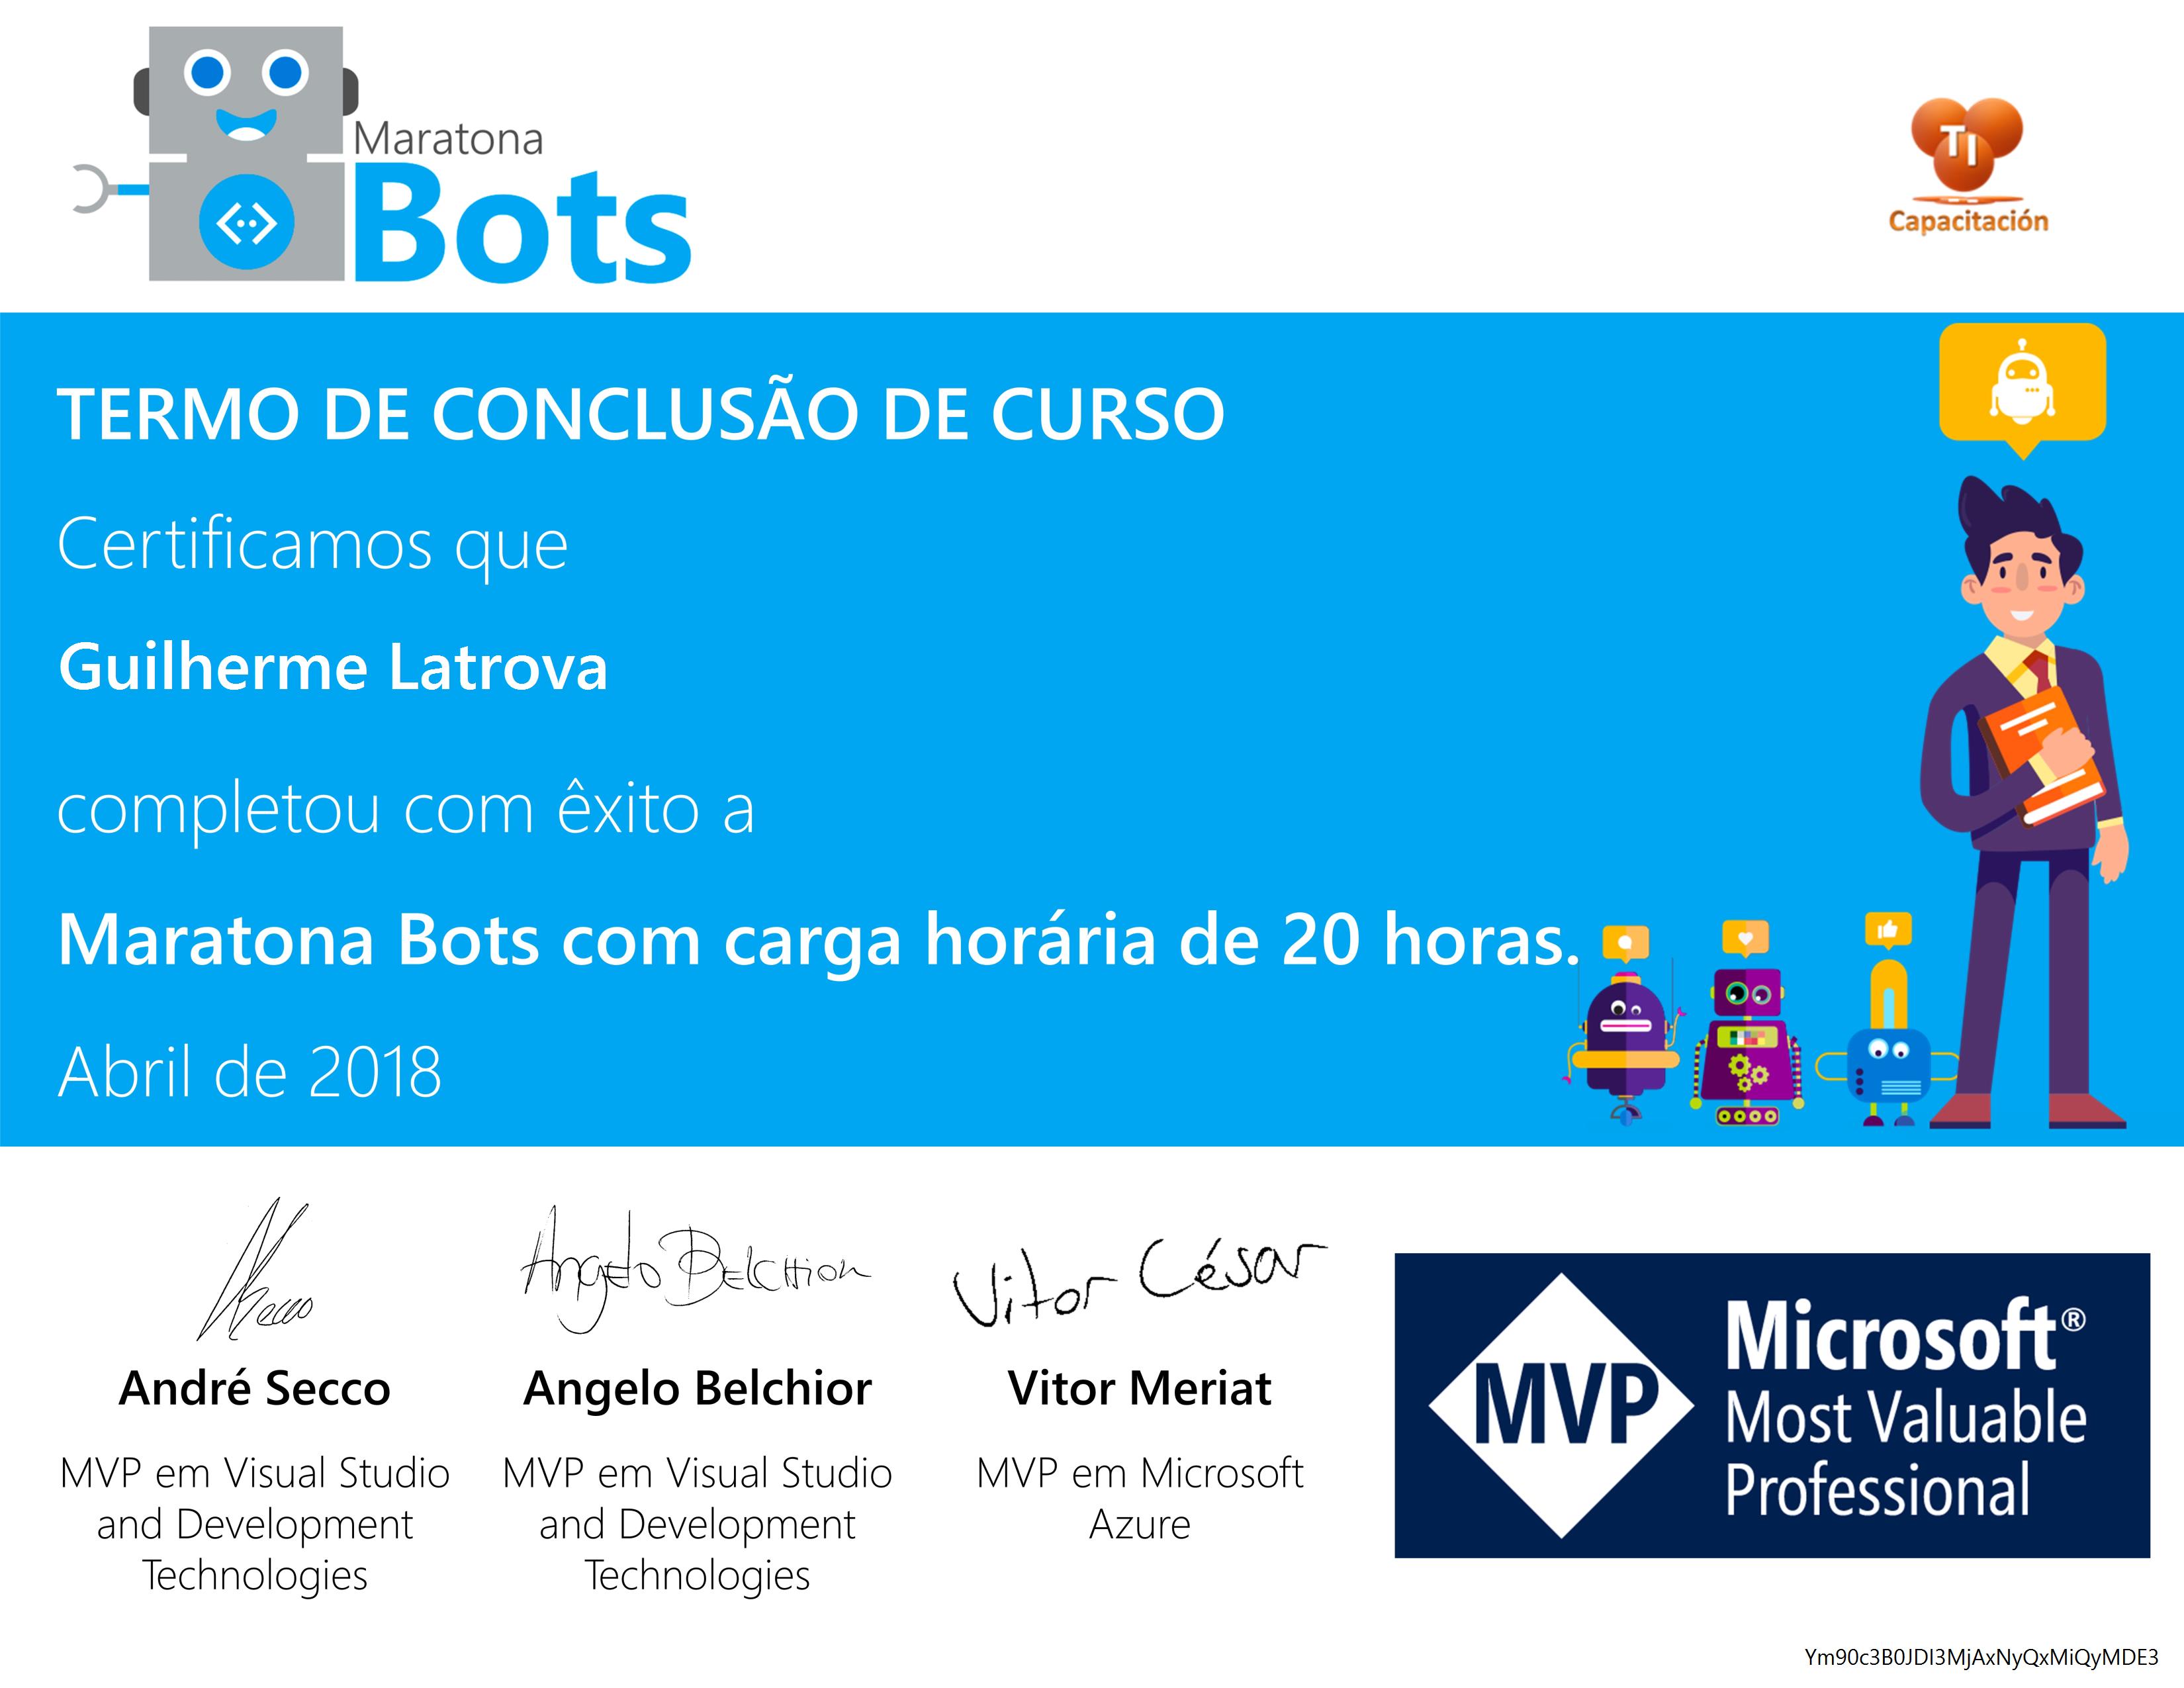 Maratona
Bots
TI
Capacitación
TERMO DE CONCLUSÃO DE CURSO
Certificamos que
Guilherme Latrova
completou com êxito a
Maratona Bots com carga horária de 20 horas.
Abril de 2018
Angelo Belchior
Vitor César
André Secco
MVP em Visual Studio
and Development
Technologies
Angelo Belchior
MVP em Visual Studio
and Development
Technologies
Vitor Meriat
MVP em Microsoft
Azure
MVP
Microsoft®
Most Valuable
Professional
Ym90c3B0JDI3MjAxNyQxMiQyMDE3